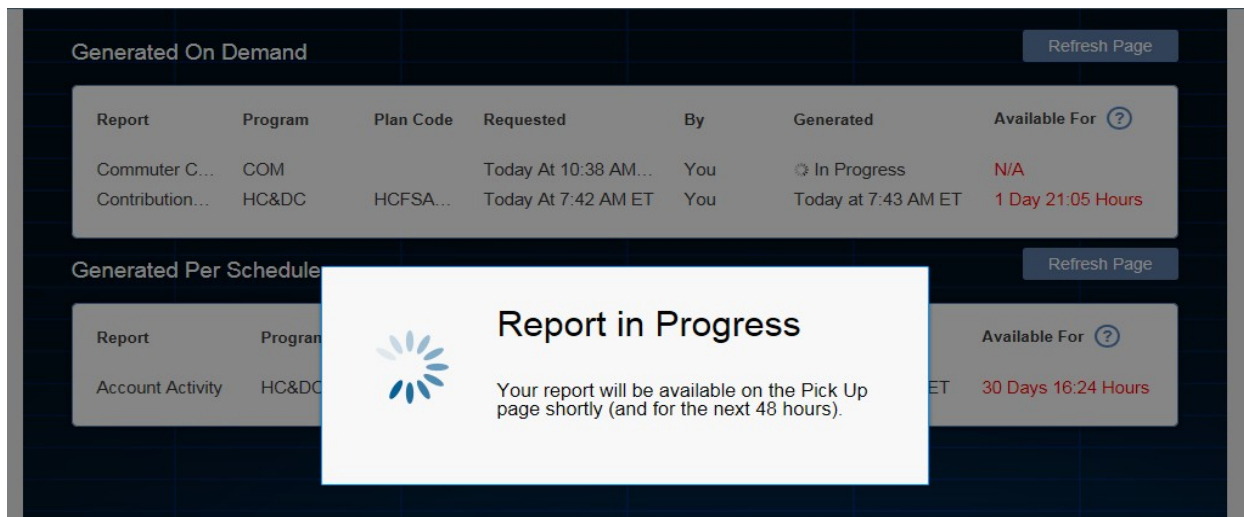 Generated On Demand Refresh Page
Report Program Plan Code Requested By Generated Available For ?
Commuter C... COM Today At 10:38 AM... You In Progress N/A
Contribution... HC&DC HCFSA... Today At 7:42 AM ET You Today at 7:43 AM ET 1 Day 21:05 Hours
Generated Per Schedule Refresh Page
Report Program Available For ?
Account Activity HC&DC ET 30 Days 16:24 Hours
Report in Progress
Your report will be available on the Pick Up
page shortly (and for the next 48 hours).